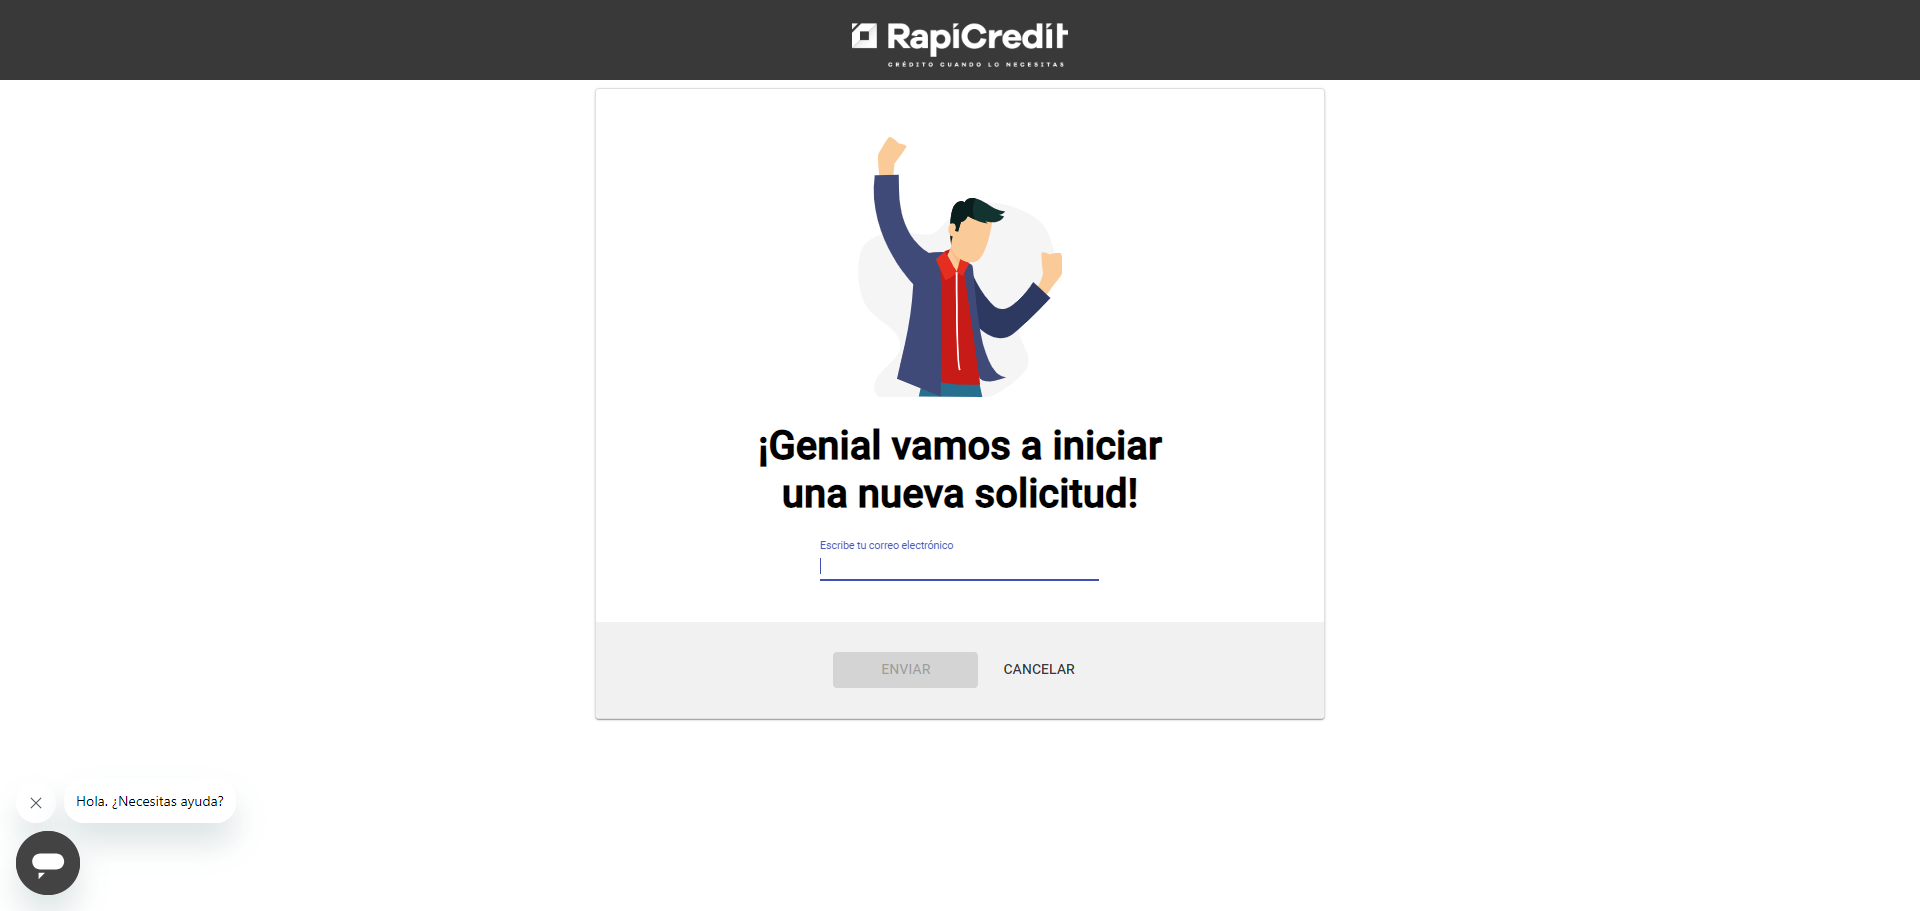 RapiCredit
CRÉDITO CUANDO LO NECESITAS
¡Genial vamos a iniciar
una nueva solicitud!
Escribe tu correo electrónico
ENVIAR
CANCELAR
Hola. ¿Necesitas ayuda?